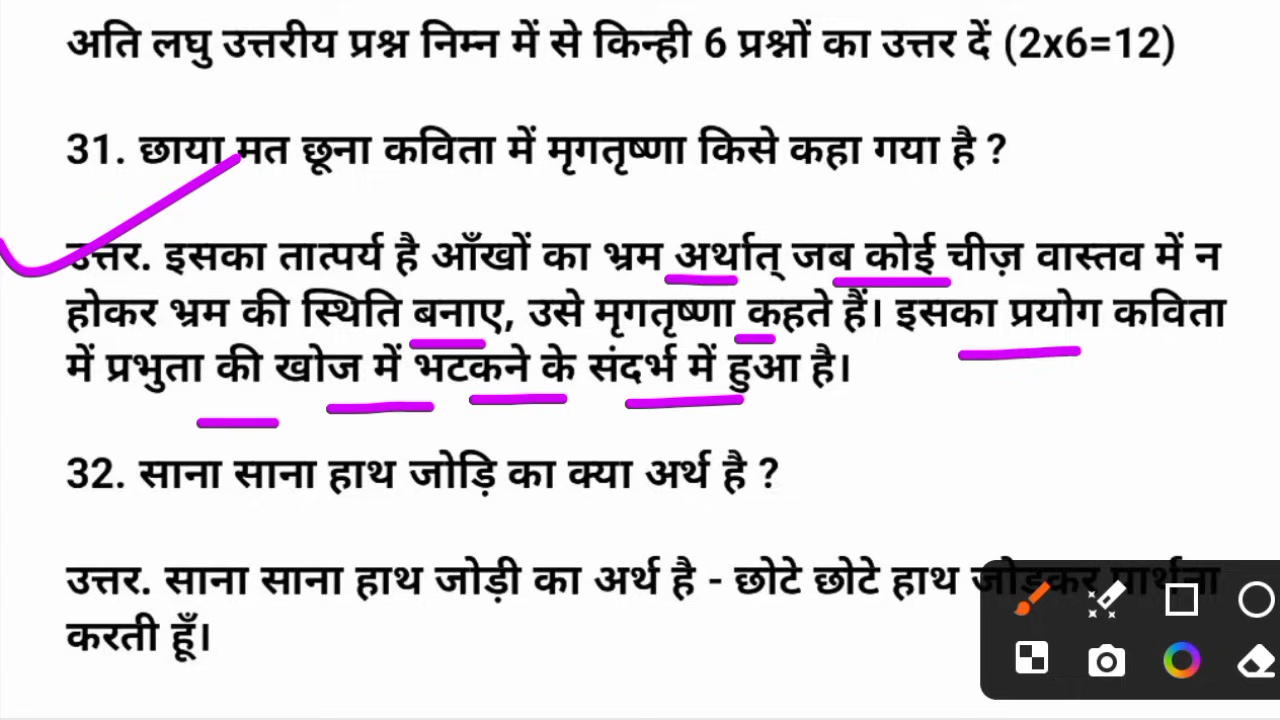 अति लघु उत्तरीय प्रश्न निम्न में से किन्ही 6 प्रश्नों का उत्तर दें (2x6=12)
31. छाया मत छूना कविता में मृगतृष्णा किसे कहा गया है ?
उत्तर. इसका तात्पर्य है आँखों का भ्रम अर्थात् जब कोई चीज़ वास्तव में न
होकर भ्रम की स्थिति बनाए, उसे मृगतृष्णा कहते हैं। इसका प्रयोग कविता
में प्रभुता की खोज में भटकने के संदर्भ में हुआ है।
32. साना साना हाथ जोड़ि का क्या अर्थ है ?
उत्तर. साना साना हाथ जोड़ी का अर्थ है - छोटे छोटे हाथ जोड़कर प्रार्थना
करती हूँ।